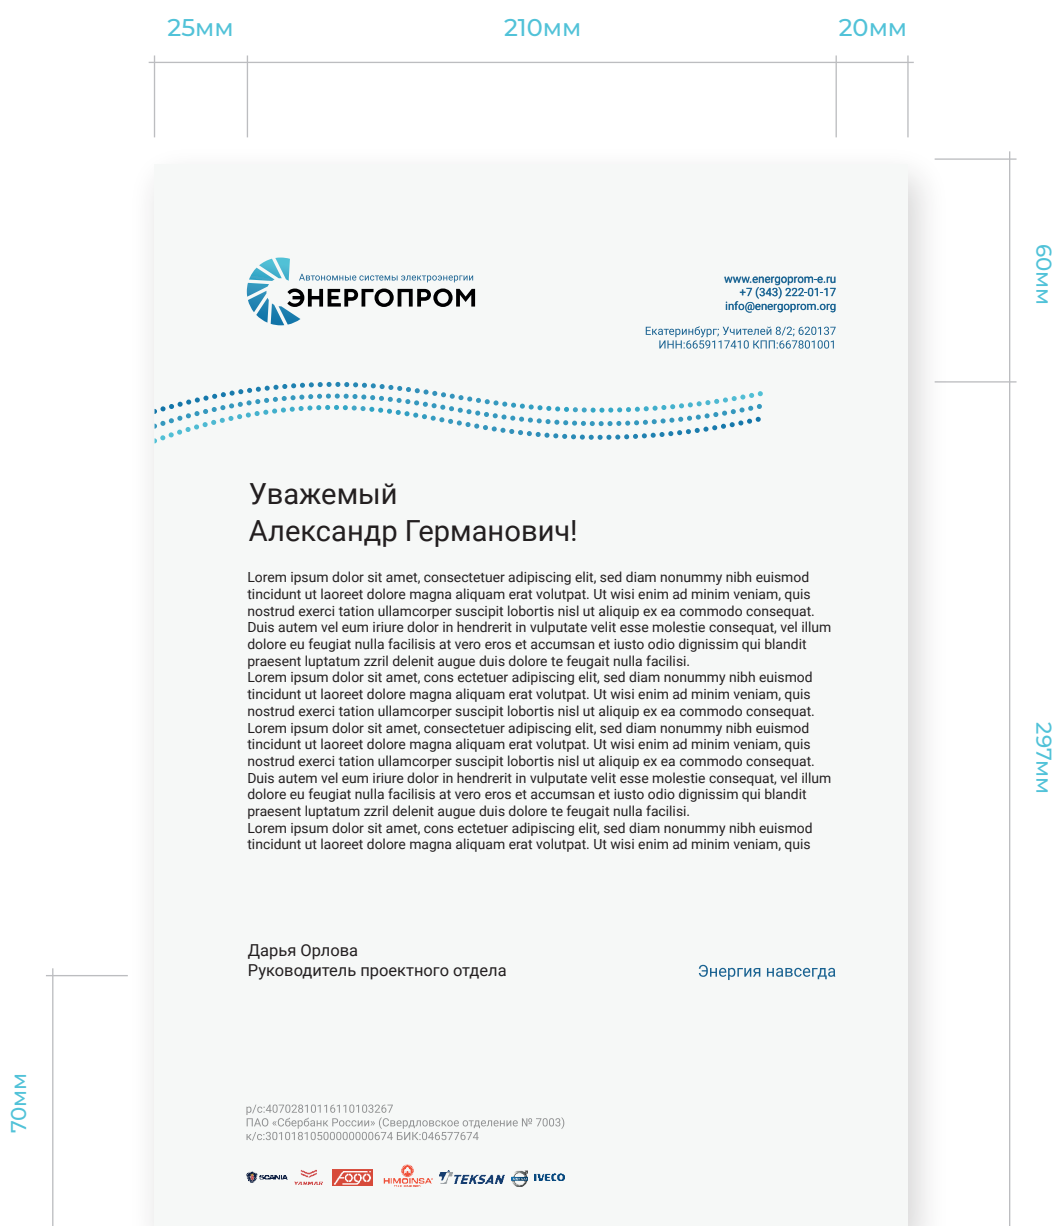 25мм
210мм
20мм
60мм
Автономные системы электроэнергии
ЭНЕРГОПРОМ
www.energoprom-e.ru
+7 (343) 222-01-17
info@energoprom.org
Екатеринбург; Учителей 8/2; 620137
ИНН:6659117410 КПП:667801001
Уважемый
Александр Германович!
Lorem ipsum dolor sit amet, consectetuer adipiscing elit, sed diam nonummy nibh euismod
tincidunt ut laoreet dolore magna aliquam erat volutpat. Ut wisi enim ad minim veniam, quis
nostrud exerci tation ullamcorper suscipit lobortis nisl ut aliquip ex ea commodo consequat.
Duis autem vel eum iriure dolor in hendrerit in vulputate velit esse molestie consequat, vel illum
dolore eu feugiat nulla facilisis at vero eros et accumsan et iusto odio dignissim qui blandit
praesent luptatum zzril delenit augue duis dolore te feugait nulla facilisi.
Lorem ipsum dolor sit amet, cons ectetuer adipiscing elit, sed diam nonummy nibh euismod
tincidunt ut laoreet dolore magna aliquam erat volutpat. Ut wisi enim ad minim veniam, quis
nostrud exerci tation ullamcorper suscipit lobortis nisl ut aliquip ex ea commodo consequat.
Lorem ipsum dolor sit amet, consectetuer adipiscing elit, sed diam nonummy nibh euismod
tincidunt ut laoreet dolore magna aliquam erat volutpat. Ut wisi enim ad minim veniam, quis
nostrud exerci tation ullamcorper suscipit lobortis nisl ut aliquip ex ea commodo consequat.
Duis autem vel eum iriure dolor in hendrerit in vulputate velit esse molestie consequat, vel illum
dolore eu feugiat nulla facilisis at vero eros et accumsan et iusto odio dignissim qui blandit
praesent luptatum zzril delenit augue duis dolore te feugait nulla facilisi.
Lorem ipsum dolor sit amet, cons ectetuer adipiscing elit, sed diam nonummy nibh euismod
tincidunt ut laoreet dolore magna aliquam erat volutpat. Ut wisi enim ad minim veniam, quis
297мм
Дарья Орлова
Руководитель проектного отдела
Энергия навсегда
70мм
р/с:40702810116110103267
ПАО «Сбербанк России» (Свердловское отделение № 7003)
к/с:30101810500000000674 БИК:046577674
SCANIA
YANMAR
FOGO
HIMOINSA
TEKSAN
IVECO